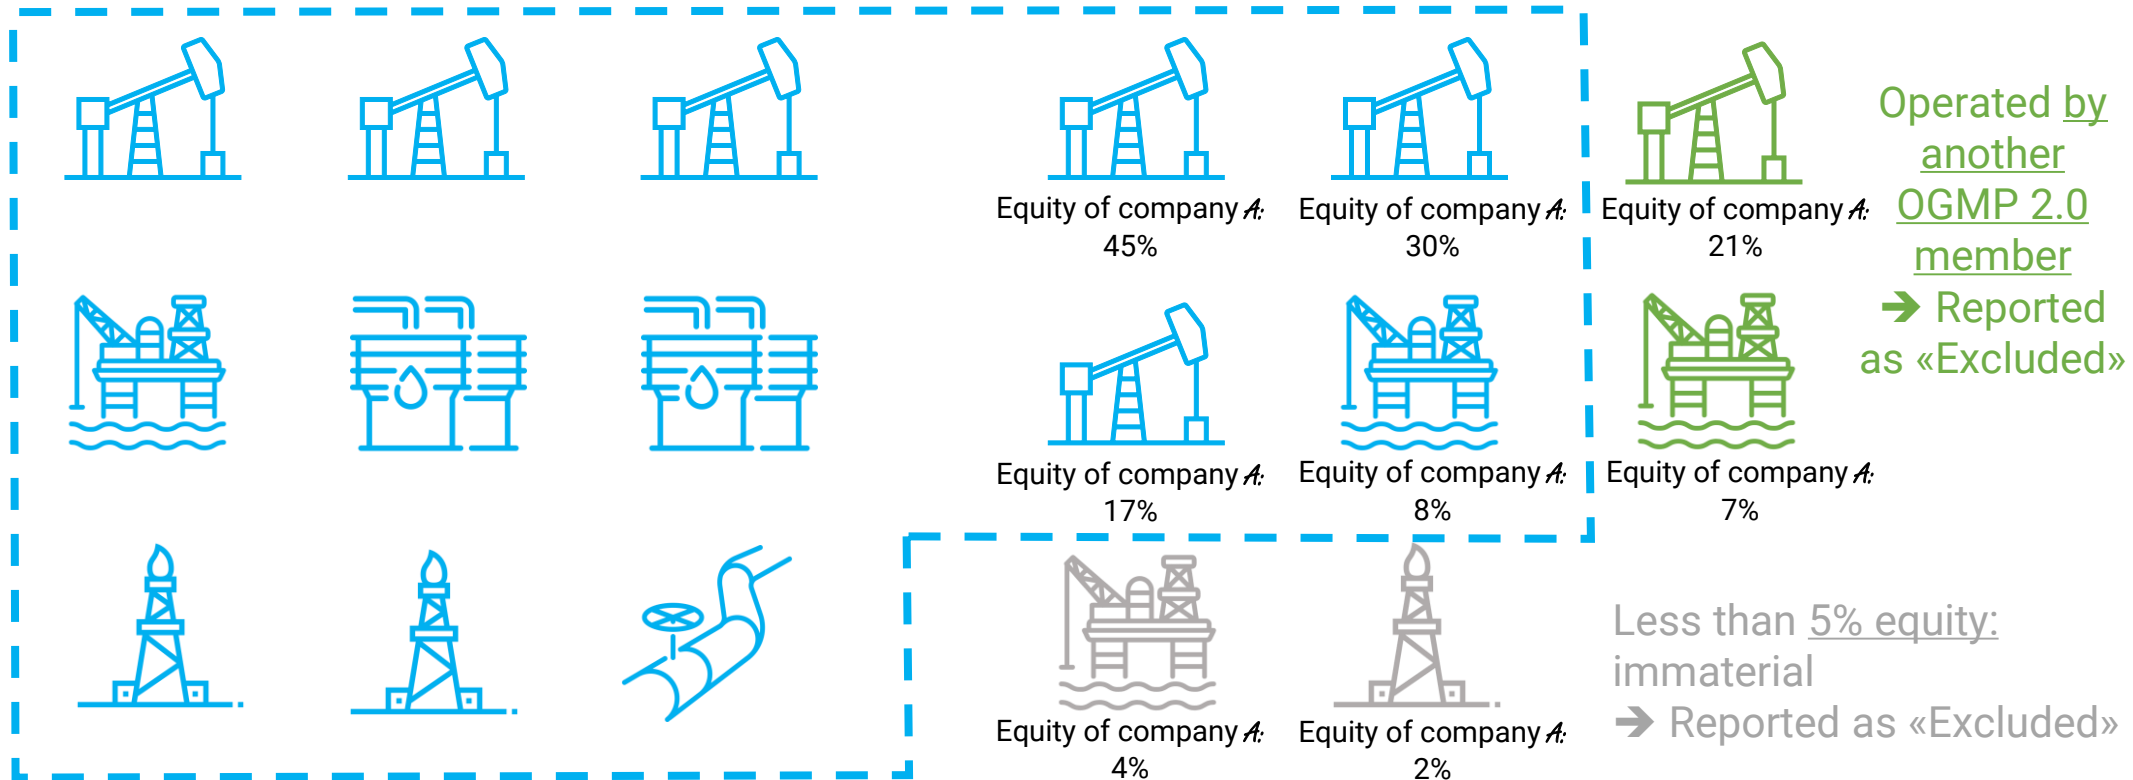 Equity of company A:
45%
Equity of company A:
30%
Equity of company A:
21%
Operated by
another
OGMP 2.0
member
➔ Reported
as «Excluded»
Equity of company A:
17%
Equity of company A:
8%
Equity of company A:
7%
Equity of company A:
4%
Equity of company A:
2%
Less than 5% equity:
immaterial
➔ Reported as «Excluded»